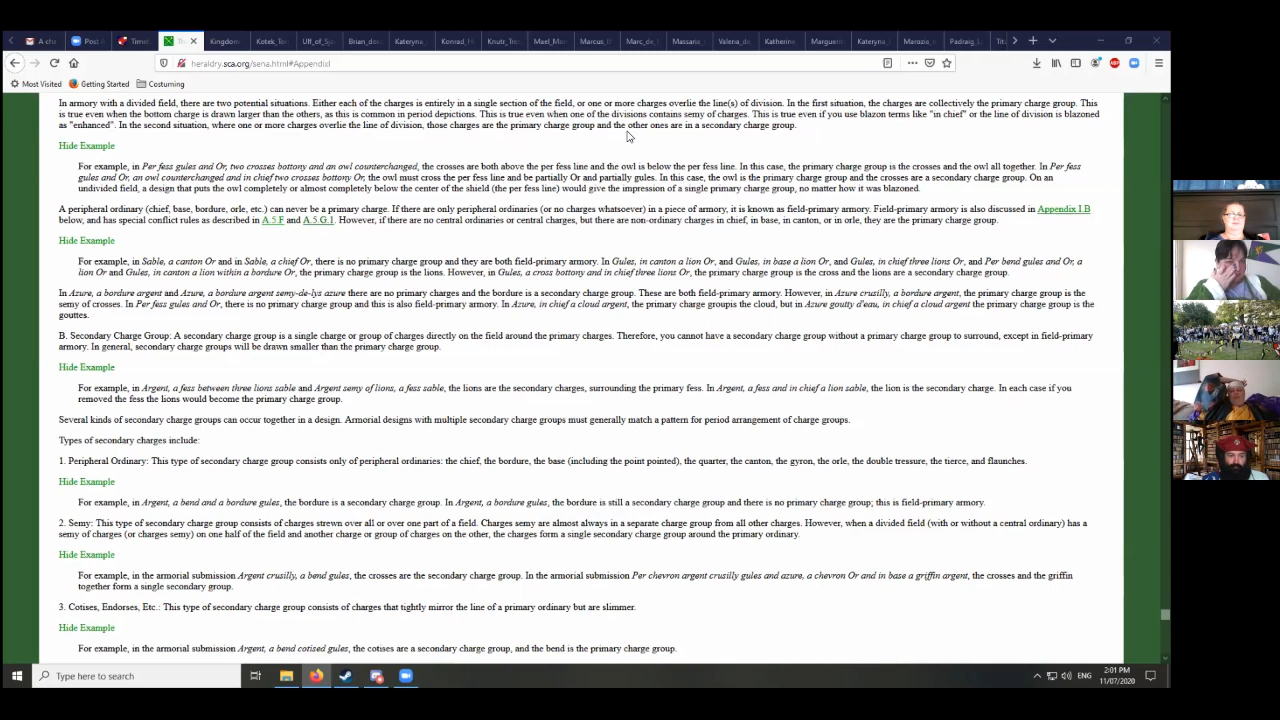 A cha
Post A
Timel
Th
Kingdom
Kotek_To
Ulf_of_Sj
Brian_do
Kateryna
Konrad_H
Knutr_Tre
Mael_Mo
Marcus_B
Marc_de_
Massana_
Valena_de
Katherine
Marguer
Kateryna_
Marozia_n
Padraig_
Tit
heraldry.sca.org/sena.html#AppendixI
Most Visited
Getting Started
Costuming
In armory with a divided field, there are two potential situations. Either each of the charges is entirely in a single section of the field, or one or more charges overlie the line(s) of division. In the first situation, the charges are collectively the primary charge group. This
is true even when the bottom charge is drawn larger than the others, as this is common in period depictions. This is true even when one of the divisions contains semy of charges. This is true even if you use blazon terms like "in chief" or the line of division is blazoned
as "enhanced". In the second situation, where one or more charges overlie the line of division, those charges are the primary charge group and the other ones are in a secondary charge group.
Hide Example
For example, in Per fess gules and Or, two crosses bottony and an owl counterchanged, the crosses are both above the per fess line and the owl is below the per fess line. In this case, the primary charge group is the crosses and the owl all together. In Per fess
gules and Or, an owl counterchanged and in chief two crosses bottony Or, the owl must cross the per fess line and be partially Or and partially gules. In this case, the owl is the primary charge and the crosses are a secondary charge group. On an
undivided field, a design that puts the owl completely or almost completely below the center of the shield (the per fess line) would give the impression of a single primary charge group, no matter how it was blazoned.
A peripheral ordinary (chief, base, bordure, orle, etc.) can never be a primary charge. If there are only peripheral ordinaries (or no charges whatsoever) in a piece of armory, it is known as field-primary armory. Field-primary armory is also discussed in Appendix I.B
below, and has special conflict rules as described in A.5.F and A.5.G.1. However, if there are no central ordinaries or central charges, but there are non-ordinary charges in chief, in base, in canton, or in orle, they are the primary charge group.
Hide Example
For example, in Sable, a canton Or and in Sable, a chief Or, there is no primary charge group and they are both field-primary armory. In Gules, in canton a lion Or, and Gules, in base a lion Or, and Gules, in chief three lions Or, and Per bend gules and Or, a
lion Or and Gules, in canton a lion within a bordure Or, the primary charge group is the lions. However, in Gules, a cross bottony and in chief three lions Or, the primary charge group is the cross and the lions are a secondary charge group.
In Azure, a bordure argent and Azure, a bordure argent semy-de-lys azure there are no primary charges and the bordure is a secondary charge group. These are both field-primary armory. However, in Azure crusilly, a bordure argent, the primary charge group is the
semy of crosses. In Per fess gules and Or, there is no primary charge group and this is also field-primary armory. In Azure, in chief a cloud argent, the primary charge groupis the cloud, but in Azure goutty d'eau, in chief a cloud argent the primary charge group is the
gouttes.
B. Secondary Charge Group: A secondary charge group is a single charge or group of charges directly on the field around the primary charges. Therefore, you cannot have a secondary charge group without a primary charge group to surround, except in field-primary
armory. In general, secondary charge groups will be drawn smaller than the primary charge group.
Hide Example
For example, in Argent, a fess between three lions sable and Argent semy of lions, a fess sable, the lions are the secondary charges, surrounding the primary fess. In Argent, a fess and in chief a lion sable, the lion is the secondary charge. In each case if you
removed the fess the lions would become the primary charge group.
Several kinds of secondary charge groups can occur together in a design. Armorial designs with multiple secondary charge groups must generally match a pattern for period arrangement of charge groups.
Types of secondary charges include:
1. Peripheral Ordinary: This type of secondary charge group consists only of peripheral ordinaries: the chief, the bordure, the base (including the point pointed), the quarter, the canton, the gyron, the orle, the double tressure, the tierce, and flaunches.
Hide Example
For example, in Argent, a bend and a bordure gules, the bordure is a secondary charge group. In Argent, a bordure gules, the bordure is still a secondary charge group and there is no primary charge group; this is field-primary armory.
2. Semy: This type of secondary charge group consists of charges strewn over all or over one part of a field. Charges semy are almost always in a separate charge group from all other charges. However, when a divided field (with or without a central ordinary) has a
semy of charges (or charges semy) on one half of the field and another charge or group of charges on the other, the charges form a single secondary charge group around the primary ordinary.
Hide Example
For example, in the armorial submission Argent crusilly, a bend gules, the crosses are the secondary charge group. In the armorial submission Per chevron argent crusilly gules and azure, a chevron Or and in base a griffin argent, the crosses and the griffin
together form a single secondary group.
3. Cotises, Endorses, Etc.: This type of secondary charge group consists of charges that tightly mirror the line of a primary ordinary but are slimmer.
Hide Example
For example, in the armorial submission Argent, a bend cotised gules, the cotises are a secondary charge group, and the bend is the primary charge group.
Type here to search
ENG
2:01 PM
11/07/2020